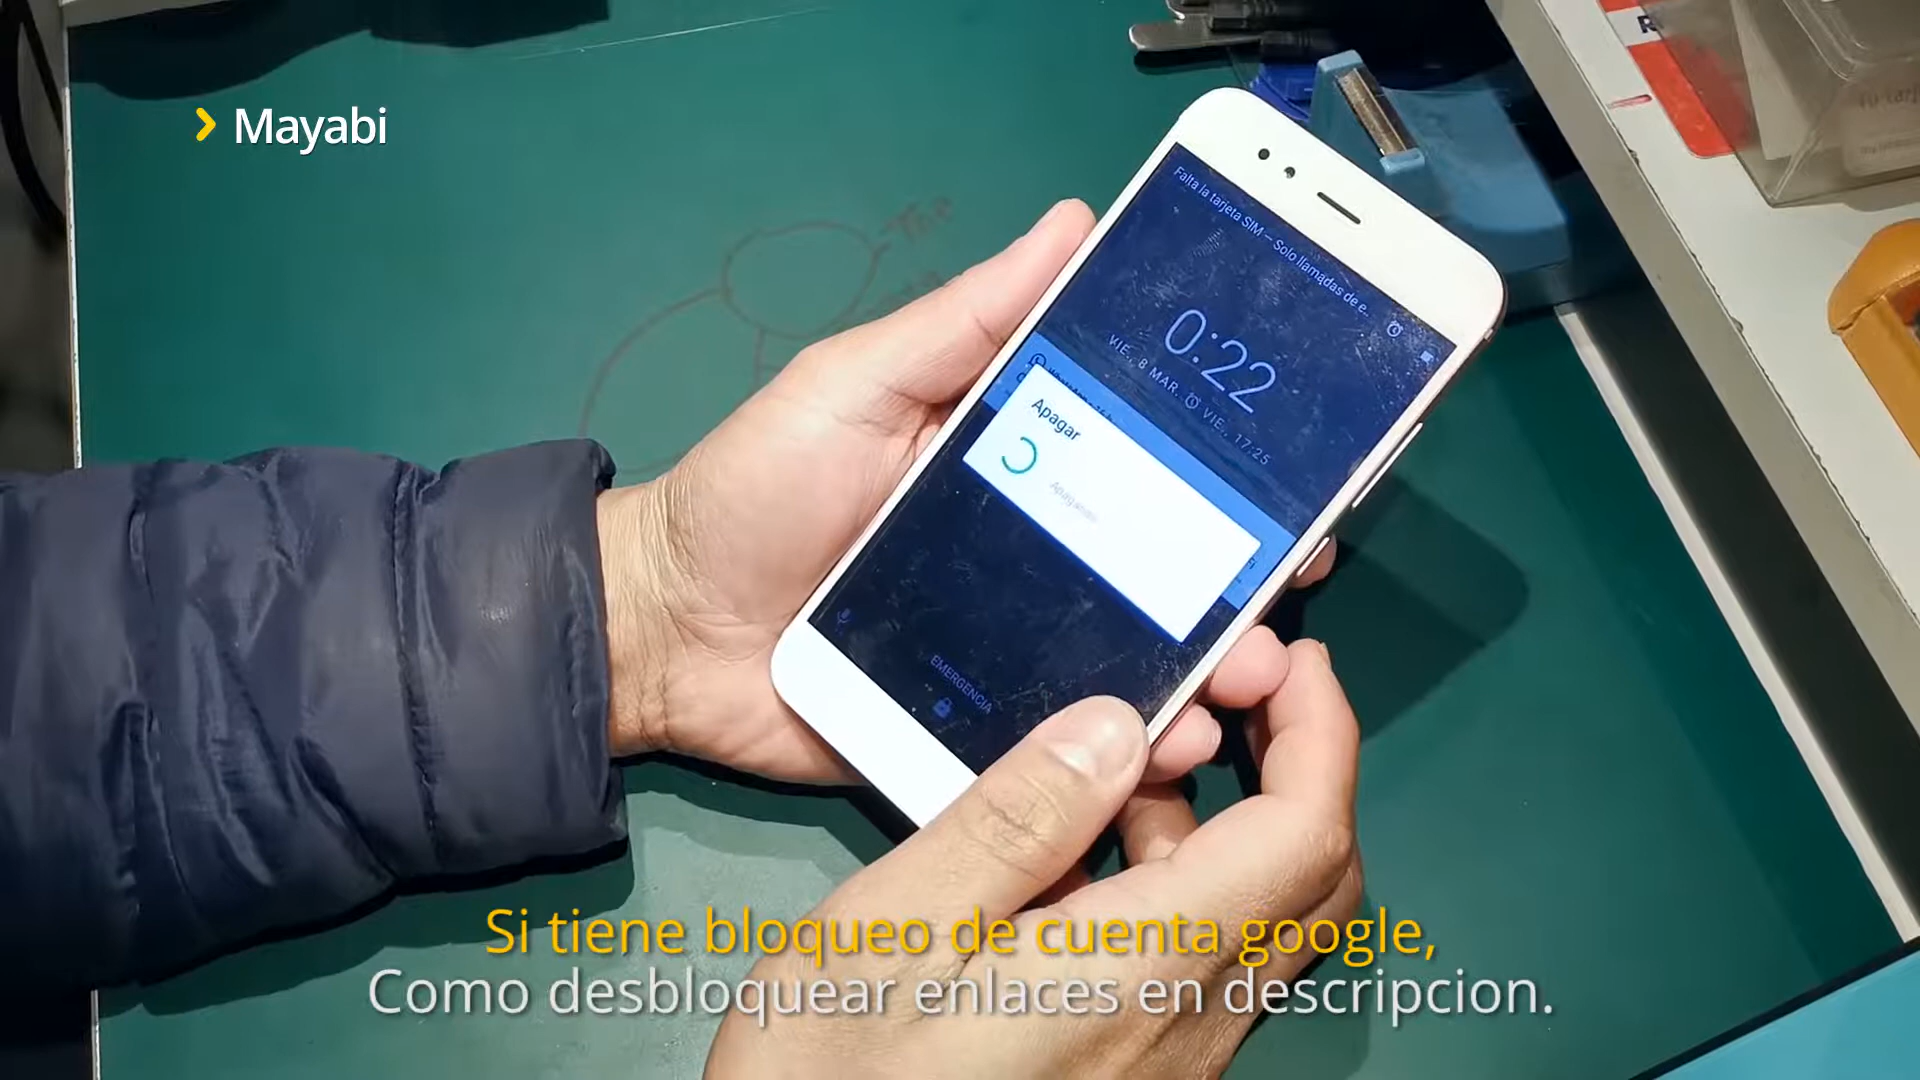 Mayabi
Falta la tarjeta SIM – Solo llamadas de e..
0:22
VIE., 8 MAR. VIE., 17:25
Apagar
Apagando
EMERGENCIA
Si tiene bloqueo de cuenta google,
Como desbloquear enlaces en descripcion.